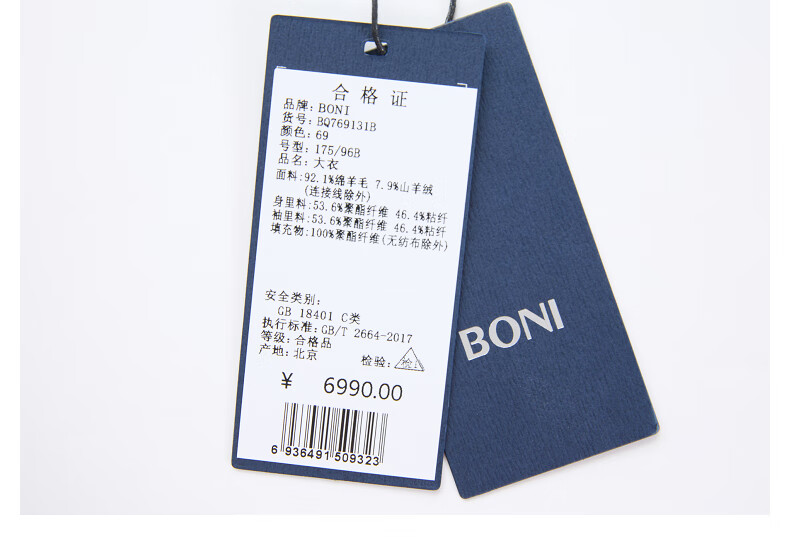 合格证
品牌: BONI
货号: BQ769131B
颜色: 69
号型: 175/96B
品名: 大衣
面料:92.1%绵羊毛 7.9%山羊绒
(连接线除外)
身里料:53.6%聚酯纤维 46.4%粘纤
袖里料:53.6%聚酯纤维 46.4%粘纤
填充物:100%聚酯纤维(无纺布除外)
安全类别:
GB 18401 C类
执行标准:GB/T 2664-2017
等级:合格品
产地:北京
检验:
¥ 6990.00
6 936491 509323
BONI